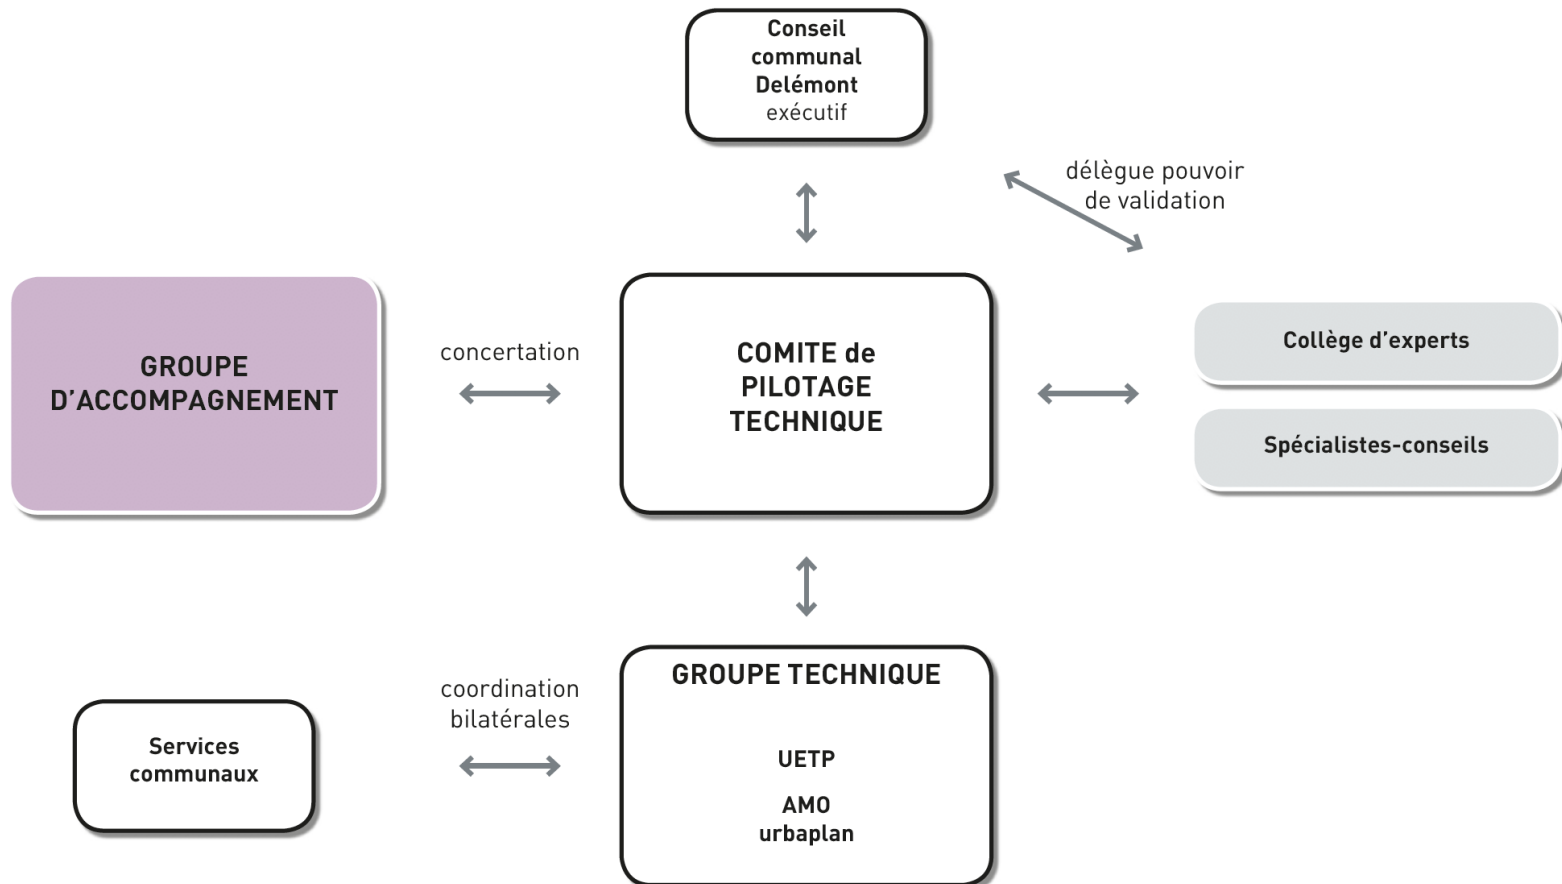 Conseil
communal
Delémont
exécutif
délègue pouvoir
de validation
GROUPE
D'ACCOMPAGNEMENT
concertation
COMITE de
PILOTAGE
TECHNIQUE
Collège d'experts
Spécialistes-conseils
Services
communaux
coordination
bilatérales
GROUPE TECHNIQUE
UETP
AMO
urbaplan